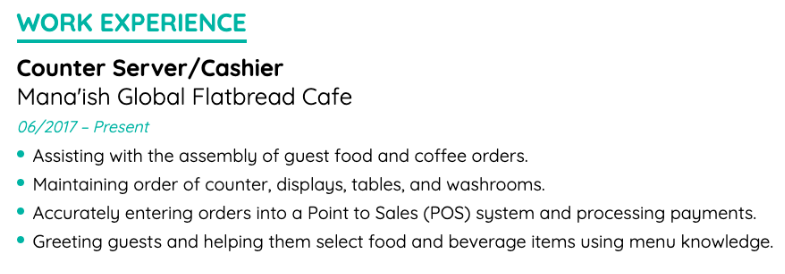 WORK EXPERIENCE
Counter Server/Cashier
Mana'ish Global Flatbread Cafe
06/2017 – Present
• Assisting with the assembly of guest food and coffee orders.
• Maintaining order of counter, displays, tables, and washrooms.
• Accurately entering orders into a Point to Sales (POS) system and processing payments.
• Greeting guests and helping them select food and beverage items using menu knowledge.